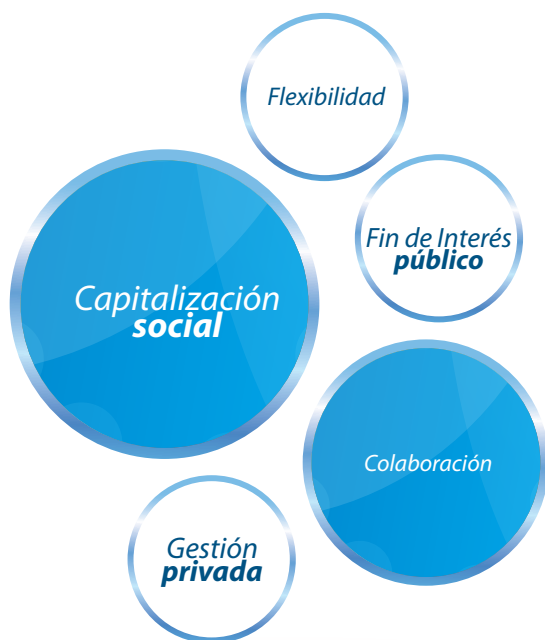 Flexibilidad
Fin de Interés
público
Capitalización
social
Colaboración
Gestión
privada